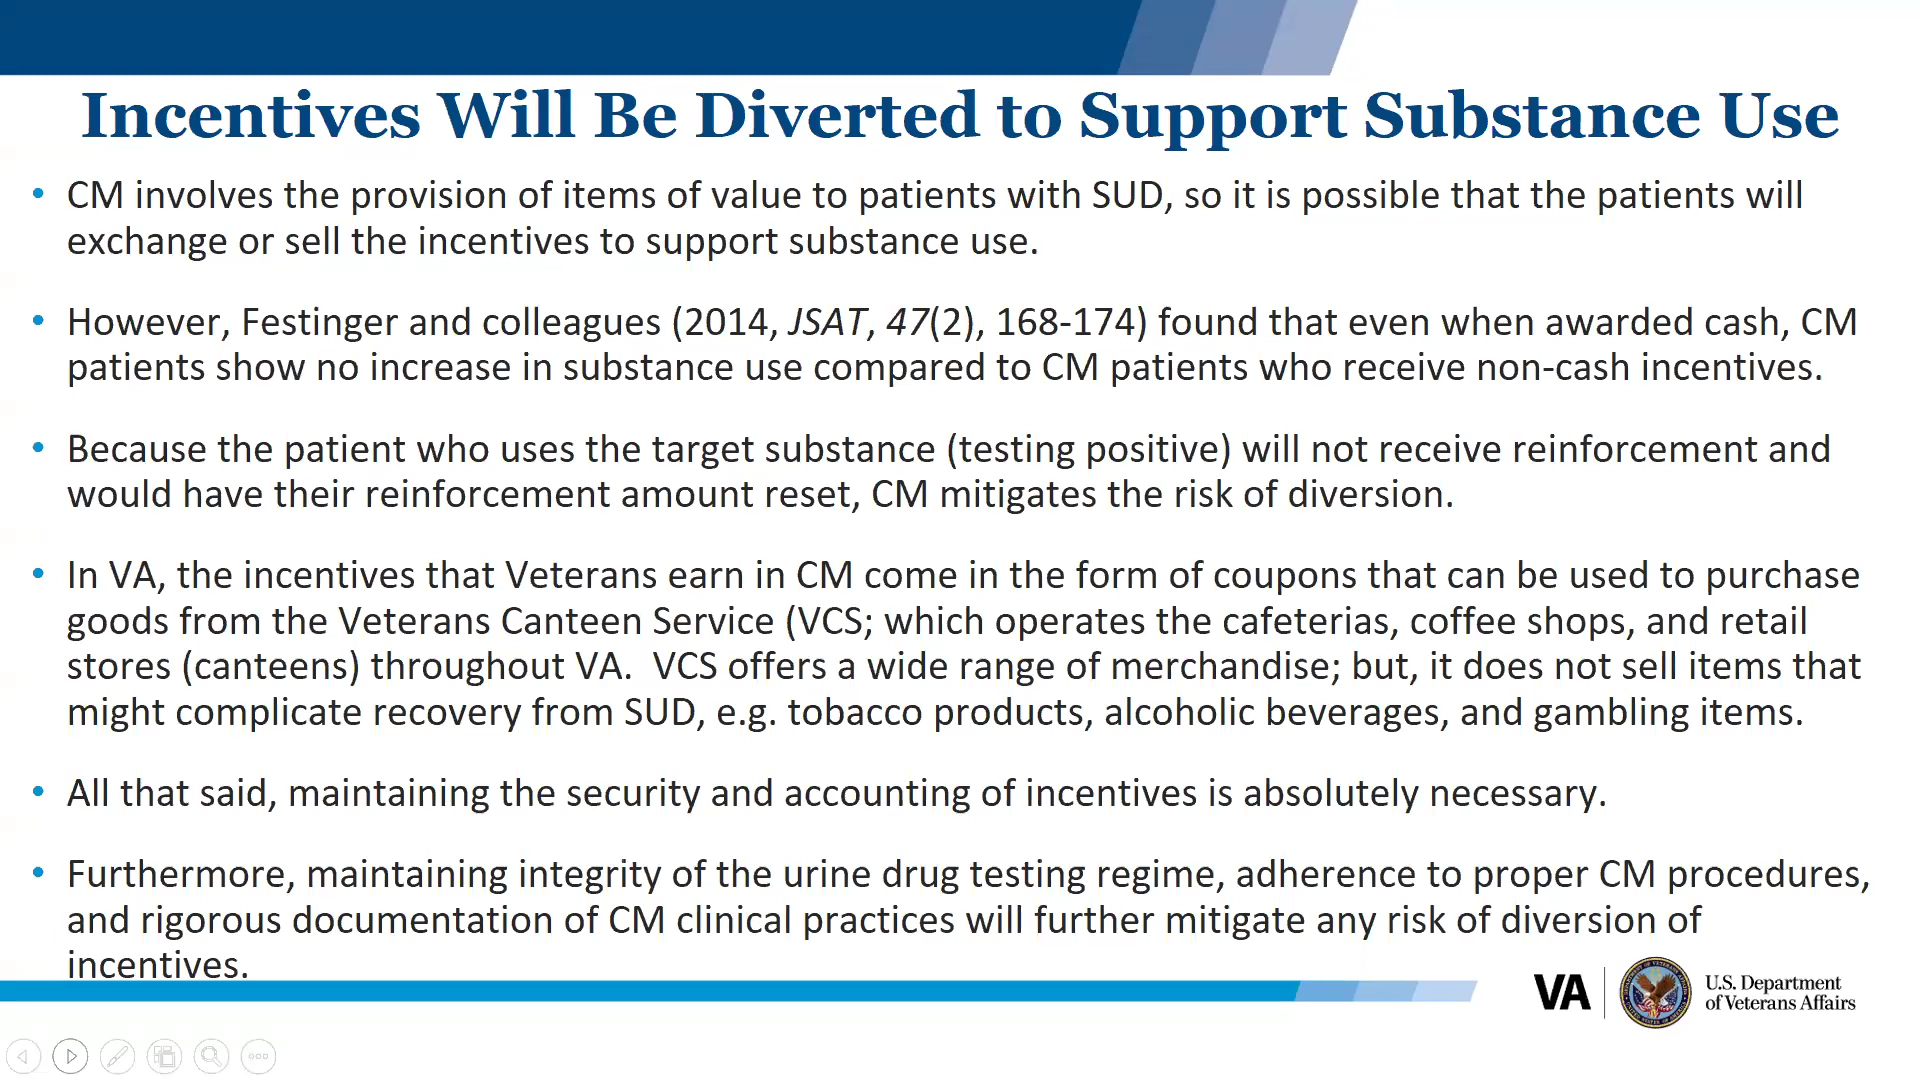 Incentives Will Be Diverted to Support Substance Use
• CM involves the provision of items of value to patients with SUD, so it is possible that the patients will
exchange or sell the incentives to support substance use.
• However, Festinger and colleagues (2014, JSAT, 47(2), 168-174) found that even when awarded cash, CM
patients show no increase in substance use compared to CM patients who receive non-cash incentives.
• Because the patient who uses the target substance (testing positive) will not receive reinforcement and
would have their reinforcement amount reset, CM mitigates the risk of diversion.
• In VA, the incentives that Veterans earn in CM come in the form of coupons that can be used to purchase
goods from the Veterans Canteen Service (VCS; which operates the cafeterias, coffee shops, and retail
stores (canteens) throughout VA.  VCS offers a wide range of merchandise; but, it does not sell items that
might complicate recovery from SUD, e.g. tobacco products, alcoholic beverages, and gambling items.
• All that said, maintaining the security and accounting of incentives is absolutely necessary.
• Furthermore, maintaining integrity of the urine drug testing regime, adherence to proper CM procedures,
and rigorous documentation of CM clinical practices will further mitigate any risk of diversion of
incentives.
VA
U.S. Department
of Veterans Affairs